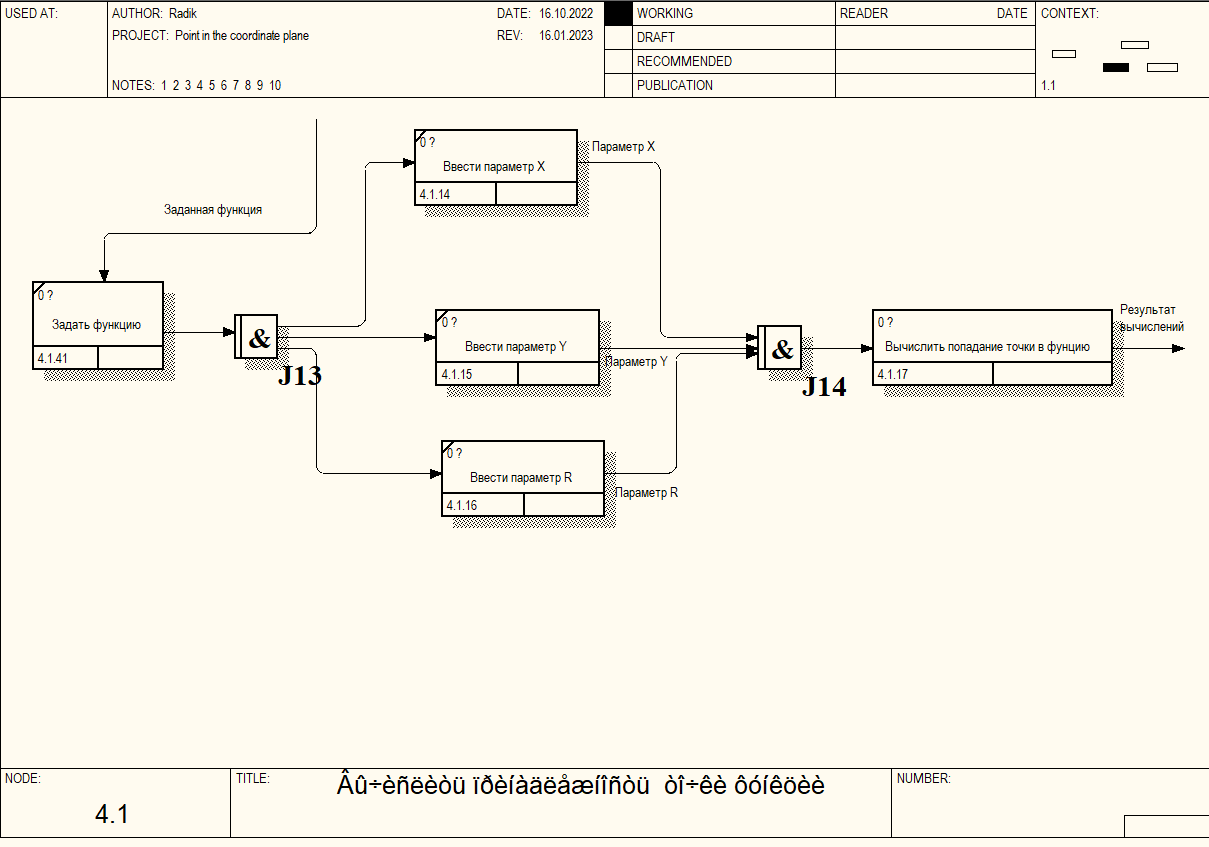 USED AT:
AUTHOR: Radik
DATE: 16.10.2022
PROJECT: Point in the coordinate plane
REV: 16.01.2023
NOTES: 1 2 3 4 5 6 7 8 9 10
WORKING
DRAFT
RECOMMENDED
PUBLICATION
READER
DATE
CONTEXT:
1.1
0 ?
Ввести параметр X
4.1.14
Параметр X
Заданная функция
0 ?
Задать функцию
4.1.41
&
J13
0 ?
Ввести параметр Y
4.1.15
Параметр Y
&
J14
0 ?
Вычислить попадание точки в фунцию
4.1.17
Результат
вычислений
0 ?
Ввести параметр R
4.1.16
Параметр R
NODE:
4.1
TITLE:
Âû÷èñëèòü ïðèíàäëåæíîñòü òî÷êè ôóíêöèè
NUMBER: